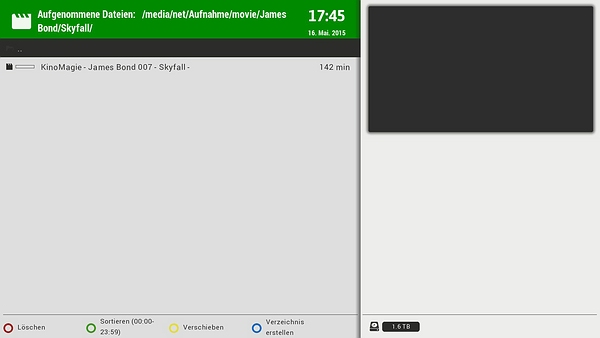 Aufgenommene Dateien: /media/net/Aufnahme/movie/James
Bond/Skyfall/
17:45
16. Mai. 2015
..
KinoMagie - James Bond 007 - Skyfall - 142 min
Löschen
Sortieren (00:00-
23:59)
Verschieben
Verzeichnis
erstellen
1.6 TB